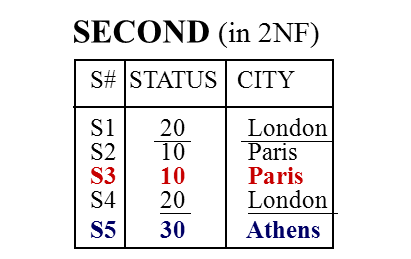 SECOND (in 2NF)
S# STATUS CITY
S1 20 London
S2 10 Paris
S3 10 Paris
S4 20 London
S5 30 Athens